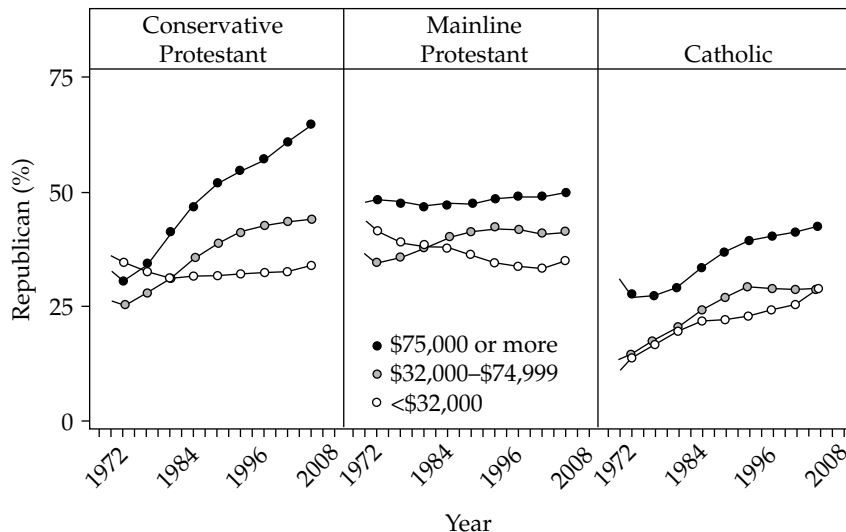 Conservative
Protestant
Mainline
Protestant
Catholic
75
50
25
0
Republican (%)
$75,000 or more
$32,000–$74,999
<$32,000
1972
1984
1996
2008
1972
1984
1996
2008
1972
1984
1996
2008
Year